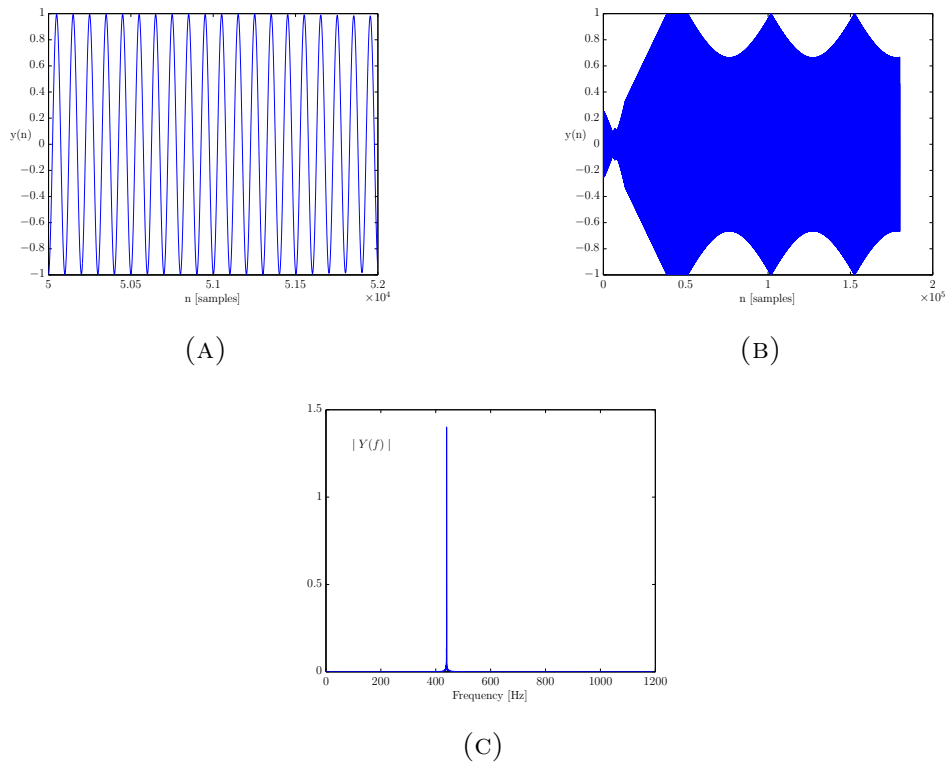 1
0.8
0.6
0.4
0.2
y(n) 0
−0.2
−0.4
−0.6
−0.8
−1
5 5.05 5.1 5.15 5.2
n [samples] ×10⁴
(A)
1
0.8
0.6
0.4
0.2
y(n) 0
−0.2
−0.4
−0.6
−0.8
−1
0 0.5 1 1.5 2
n [samples] ×10⁵
(B)
1.5
| Y(f) |
1
0.5
0
0 200 400 600 800 1000 1200
Frequency [Hz]
(C)